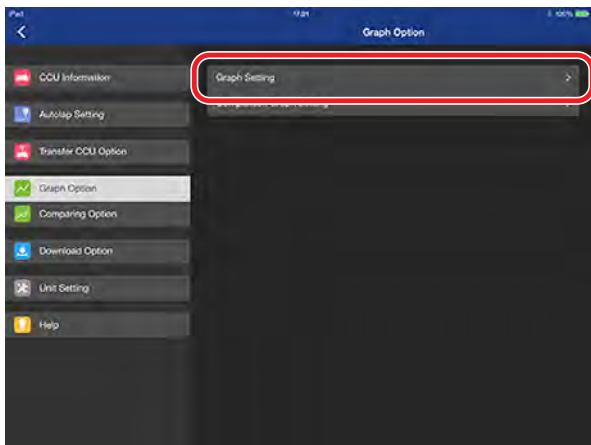 iPad
17:01
100%
Graph Option
CCU Information
Graph Setting
Autolap Setting
Transfer CCU Option
Graph Option
Comparing Option
Download Option
Unit Setting
Help